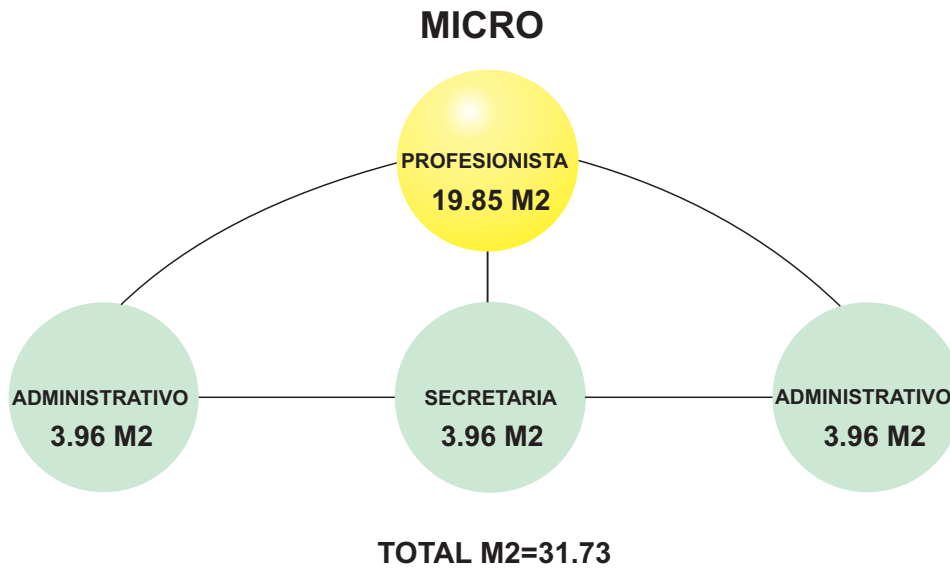 MICRO
PROFESIONISTA
19.85 M2
ADMINISTRATIVO
3.96 M2
SECRETARIA
3.96 M2
ADMINISTRATIVO
3.96 M2
TOTAL M2=31.73